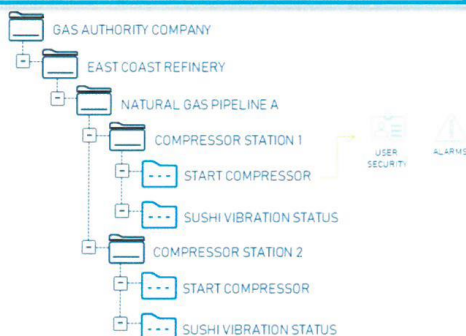 GAS AUTHORITY COMPANY
EAST COAST REFINERY
NATURAL GAS PIPELINE A
COMPRESSOR STATION 1
USER
SECURITY
ALARMS
START COMPRESSOR
SUSHI VIBRATION STATUS
COMPRESSOR STATION 2
START COMPRESSOR
SUSHI VIBRATION STATUS